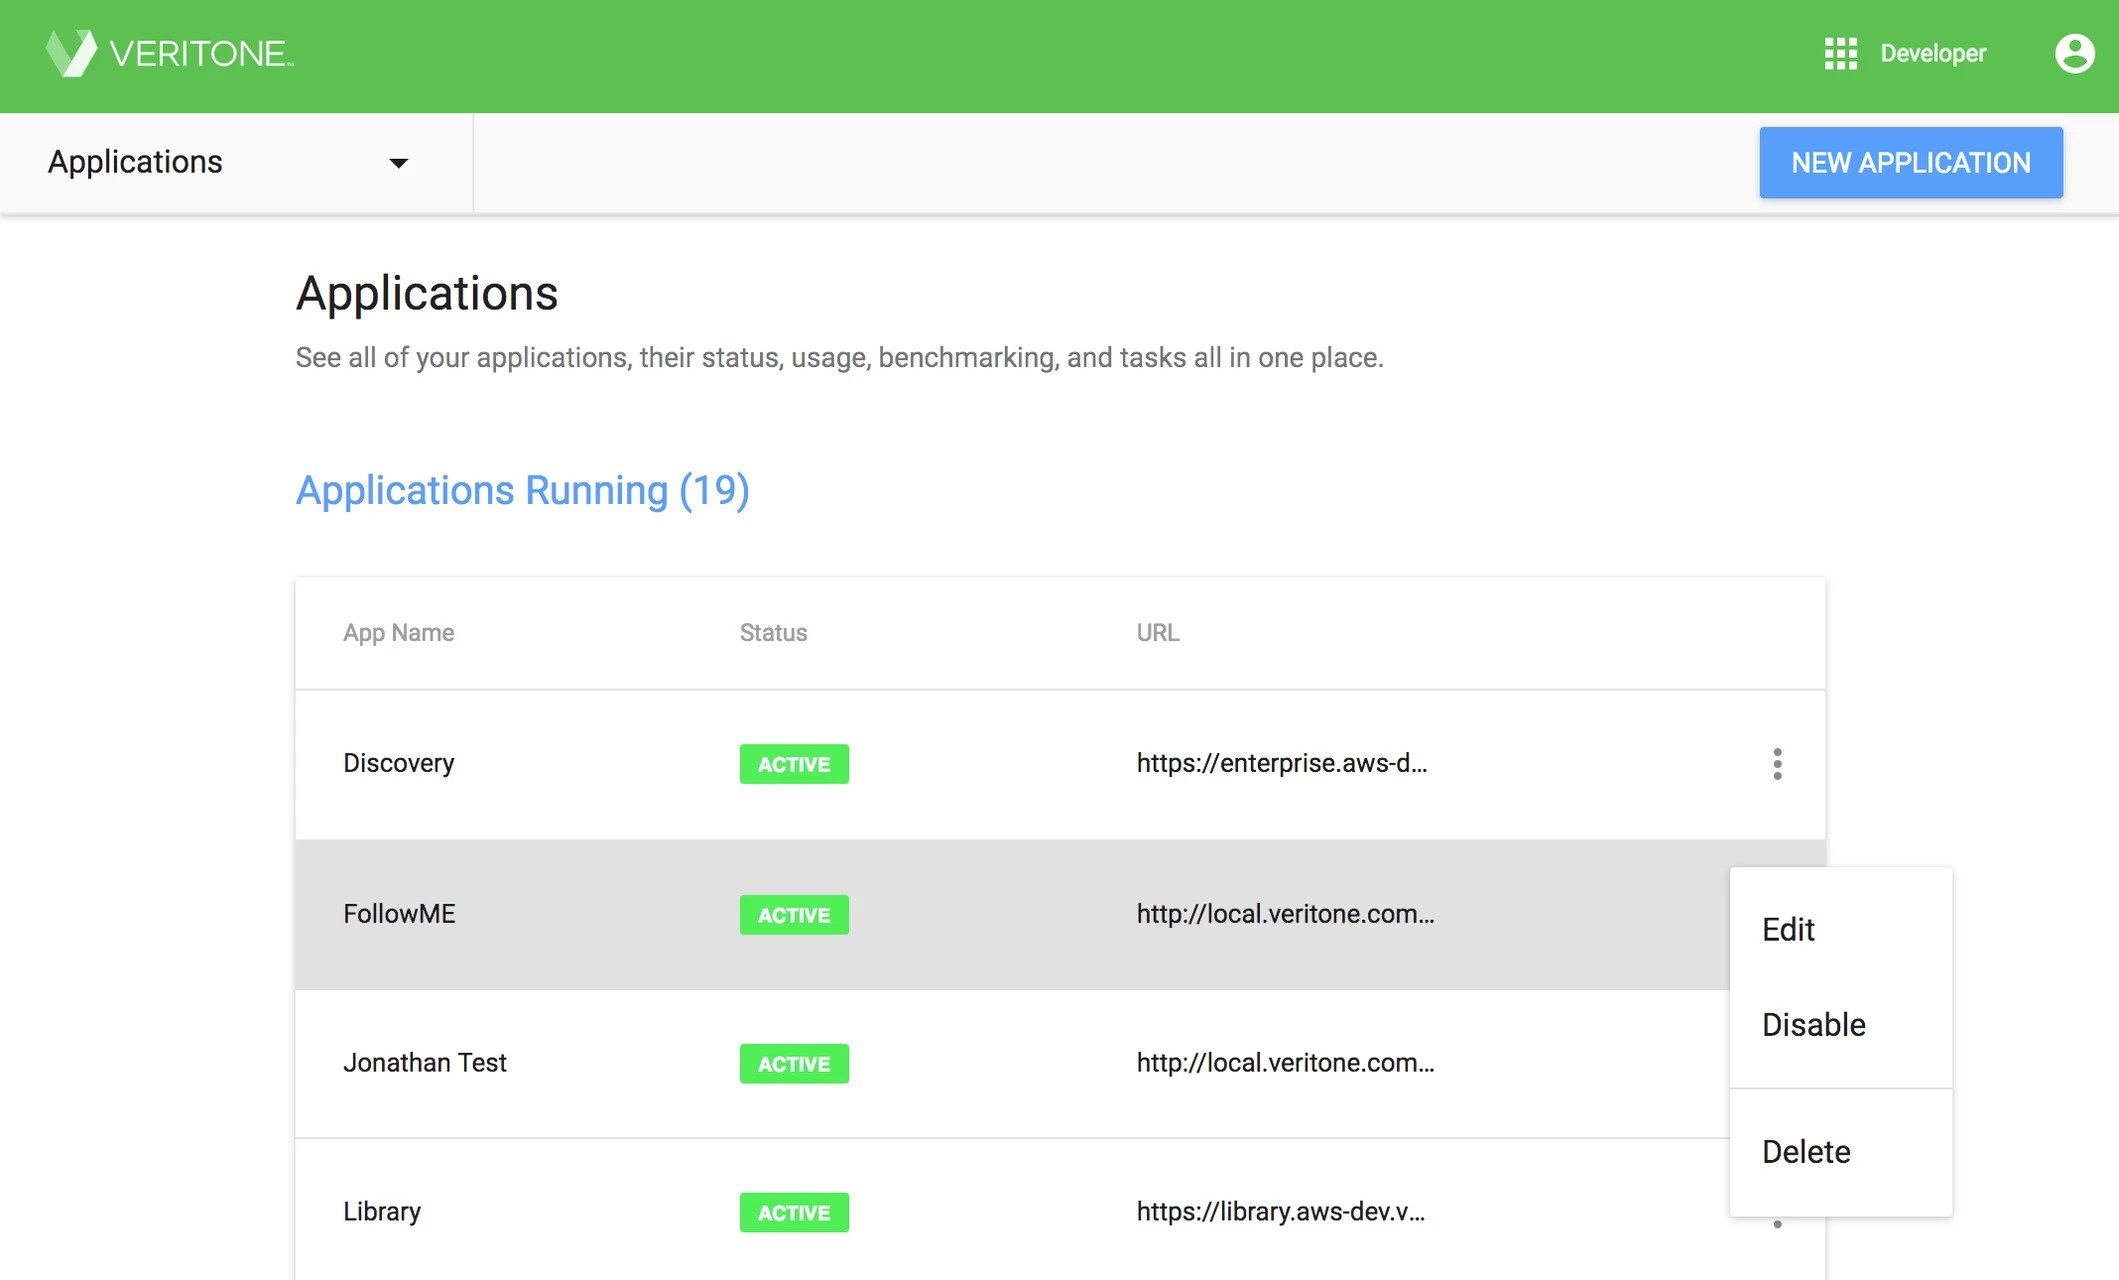 VERITONE™
Developer
Applications
NEW APPLICATION
Applications
See all of your applications, their status, usage, benchmarking, and tasks all in one place.
Applications Running (19)
App Name Status URL
Discovery ACTIVE https://enterprise.aws-d...
FollowME ACTIVE http://local.veritone.com...
Edit
Disable
Jonathan Test ACTIVE http://local.veritone.com...
Delete
Library ACTIVE https://library.aws-dev.v...